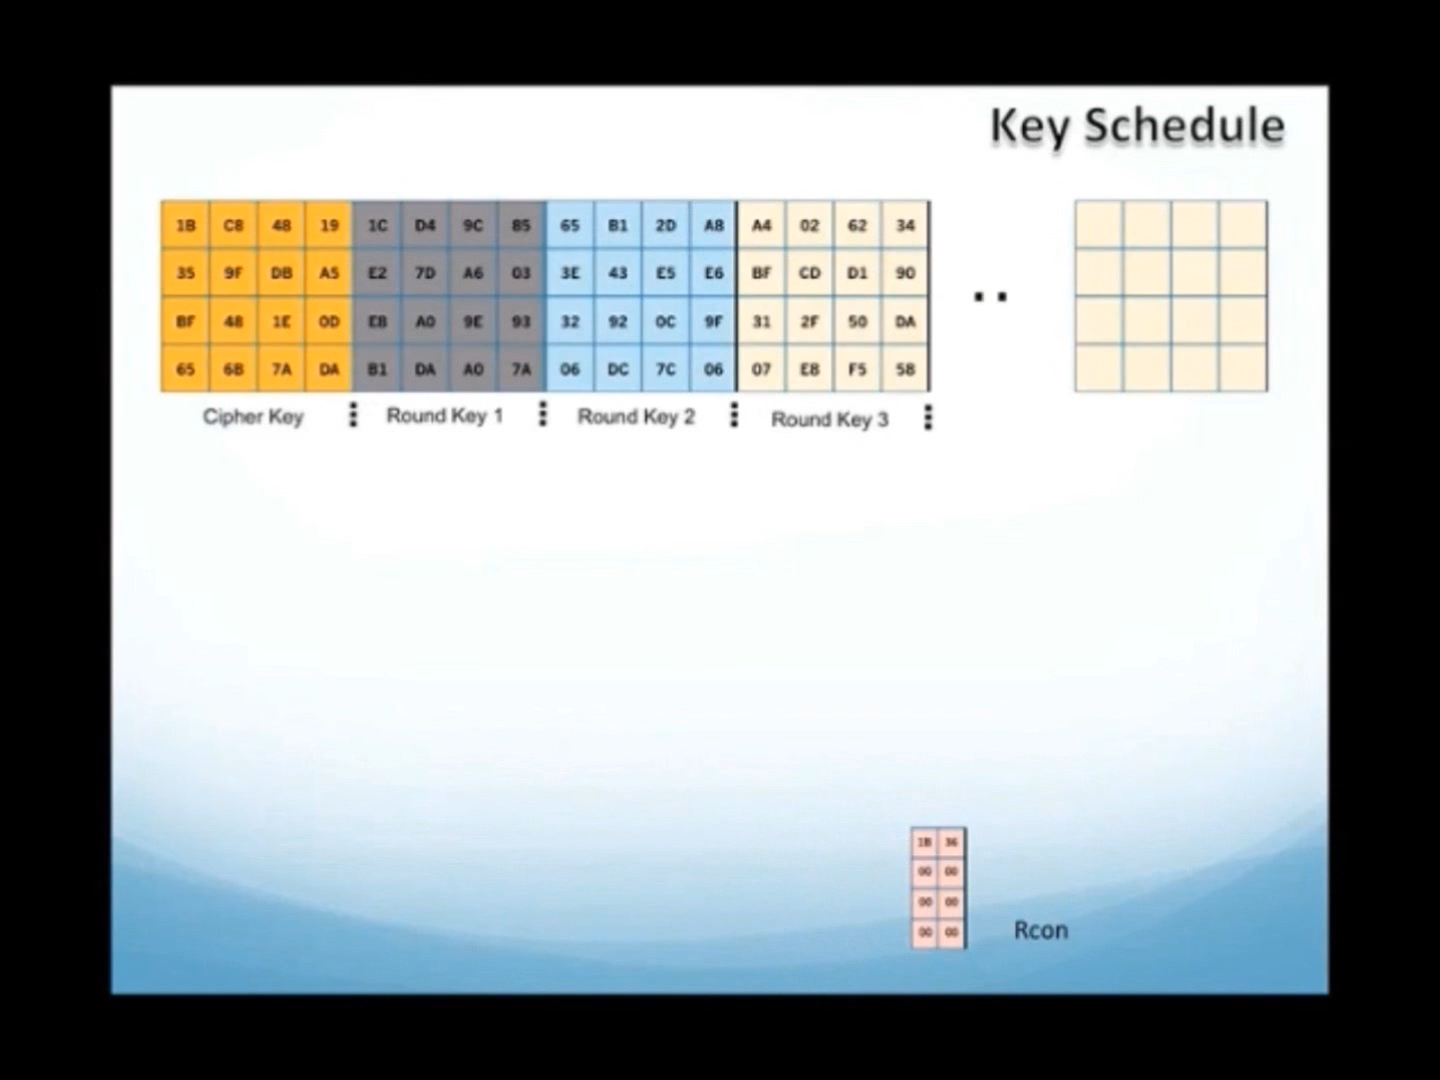 Key Schedule
1B C8 48 19 1C D4 9C 85 65 B1 2D A8 A4 02 62 34
35 9F DB A5 E2 7D A6 03 3E 43 E5 E6 BF CD D1 90
BF 48 1E 0D E8 A0 9E 93 32 92 0C 9F 31 2F 50 DA
65 6B 7A DA B1 DA A0 7A 06 DC 7C 06 07 E8 F5 58
Cipher Key Round Key 1 Round Key 2 Round Key 3
1B 36
00 00
00 00
00 00
Rcon